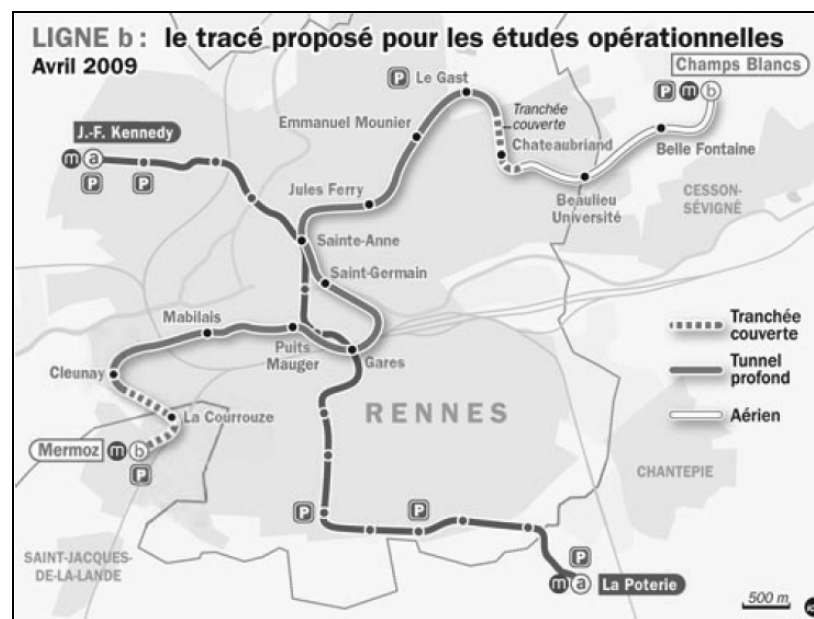 LIGNE b : le tracé proposé pour les études opérationnelles
Avril 2009
Champs Blancs
P m b
P Le Gast
Tranchée
couverte
Emmanuel Mounier
Chateaubriand
Belle Fontaine
J.-F. Kennedy
m a
P P
Jules Ferry
Beaulieu
Université
CESSON-
SÉVIGNÉ
Sainte-Anne
Saint-Germain
Mabilais
Puits
Mauger
Gares
Cleunay
La Courrouze
Mermoz m b
P
RENNES
Tranchée
couverte
Tunnel
profond
Aérien
CHANTEPIE
P P
SAINT-JACQUES-
DE-LA-LANDE
P
m a La Poterie
500 m